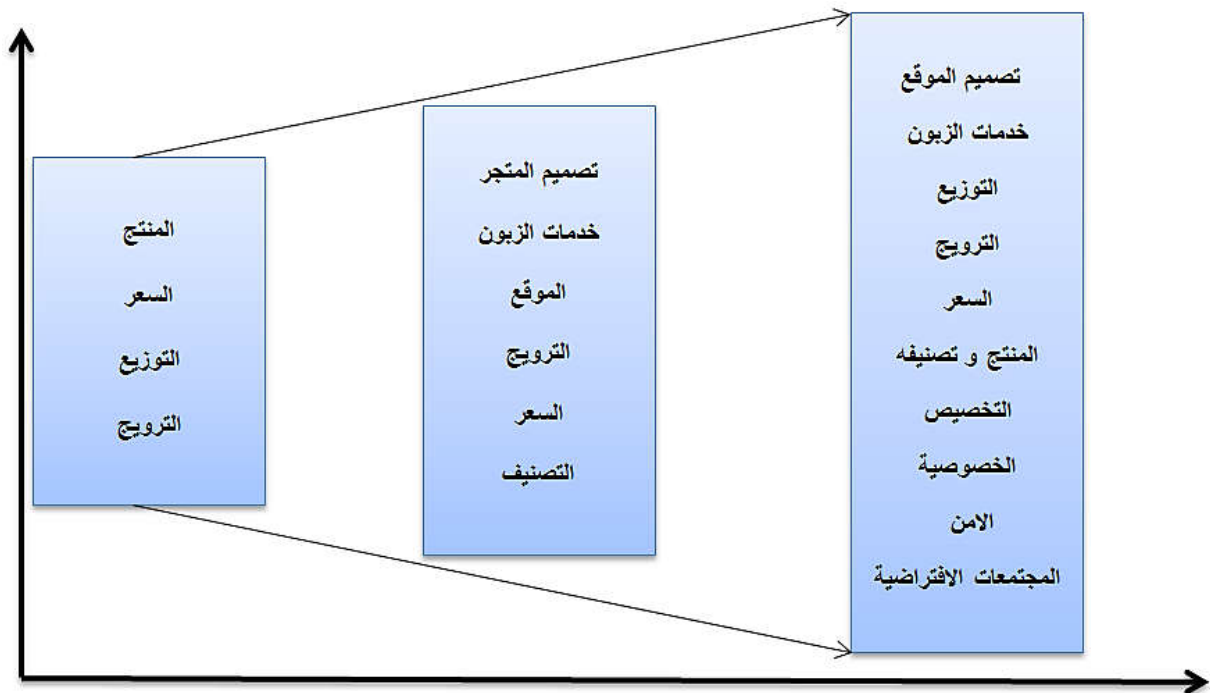 المنتج
السعر
التوزيع
الترويج
تصميم المتجر
خدمات الزبون
الموقع
الترويج
السعر
التصنيف
تصميم الموقع
خدمات الزبون
التوزيع
الترويج
السعر
المنتج و تصنيفه
التخصيص
الخصوصية
الامن
المجتمعات الافتراضية